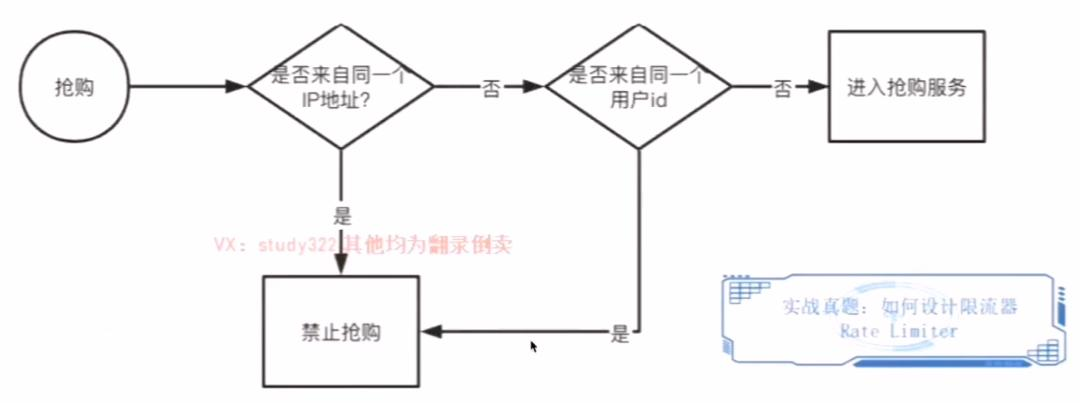 抢购
是否来自同一个
IP地址?
否
是否来自同一个
用户id
否
进入抢购服务
是
VX：study322 其他均为翻录倒卖
禁止抢购
是
实战真题：如何设计限流器
Rate Limiter